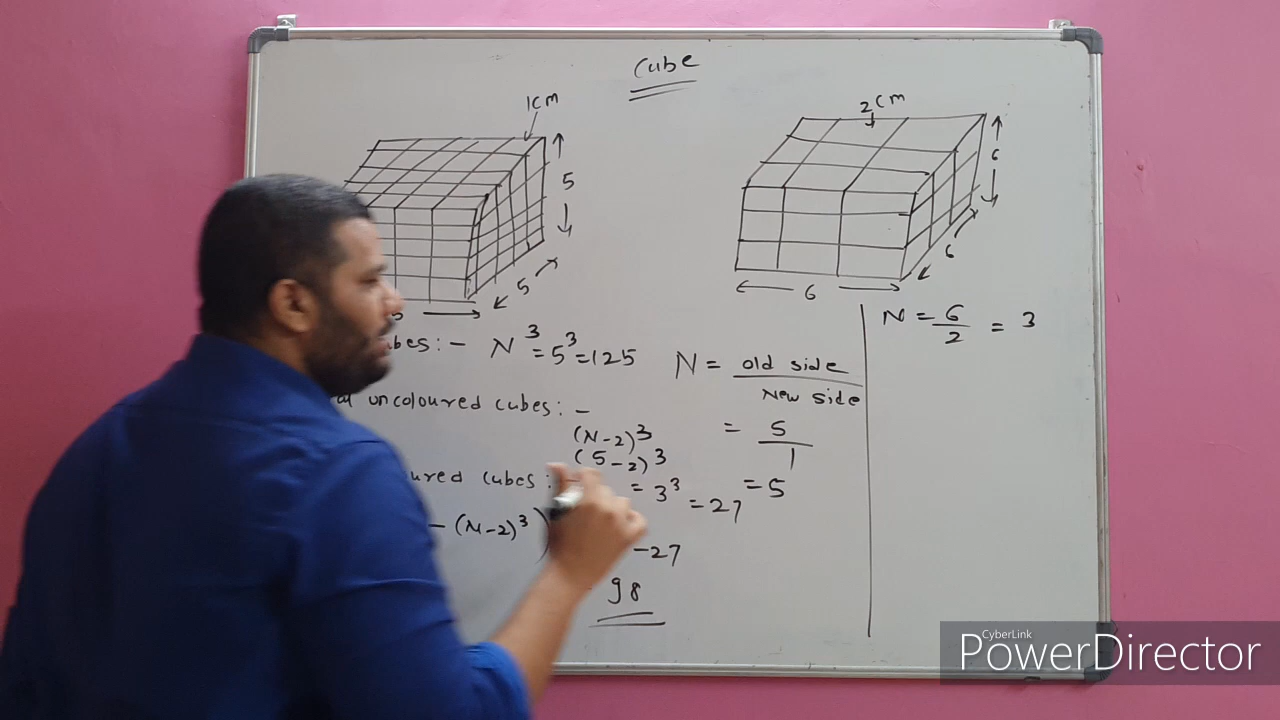 Cube
1cm
5
5
2cm
6
6
6
N³ = 5³ = 125
N = old side / New side
= 5 / 1
= 5
uncoloured cubes :-
(N-2)³
(5-2)³
= 3³ = 27
cubes :
- (N-2)³)
-27
98
N = 6/2 = 3
CyberLink
PowerDirector